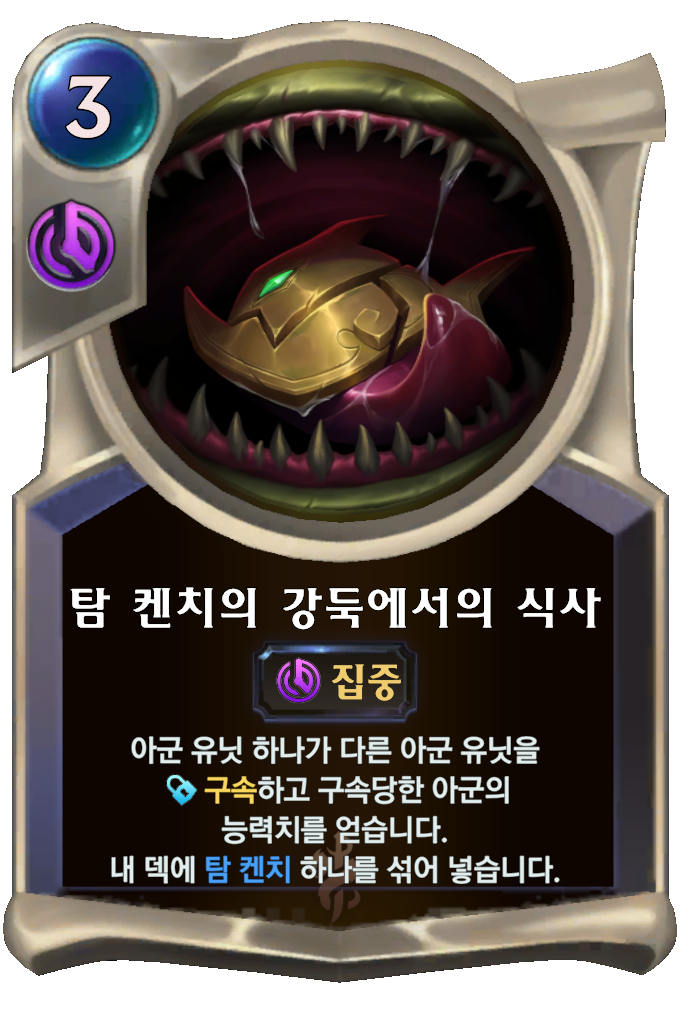 3
탐 켄치의 강둑에서의 식사
집중
아군 유닛 하나가 다른 아군 유닛을
구속하고 구속당한 아군의
능력치를 얻습니다.
내 덱에 탐 켄치 하나를 섞어 넣습니다.